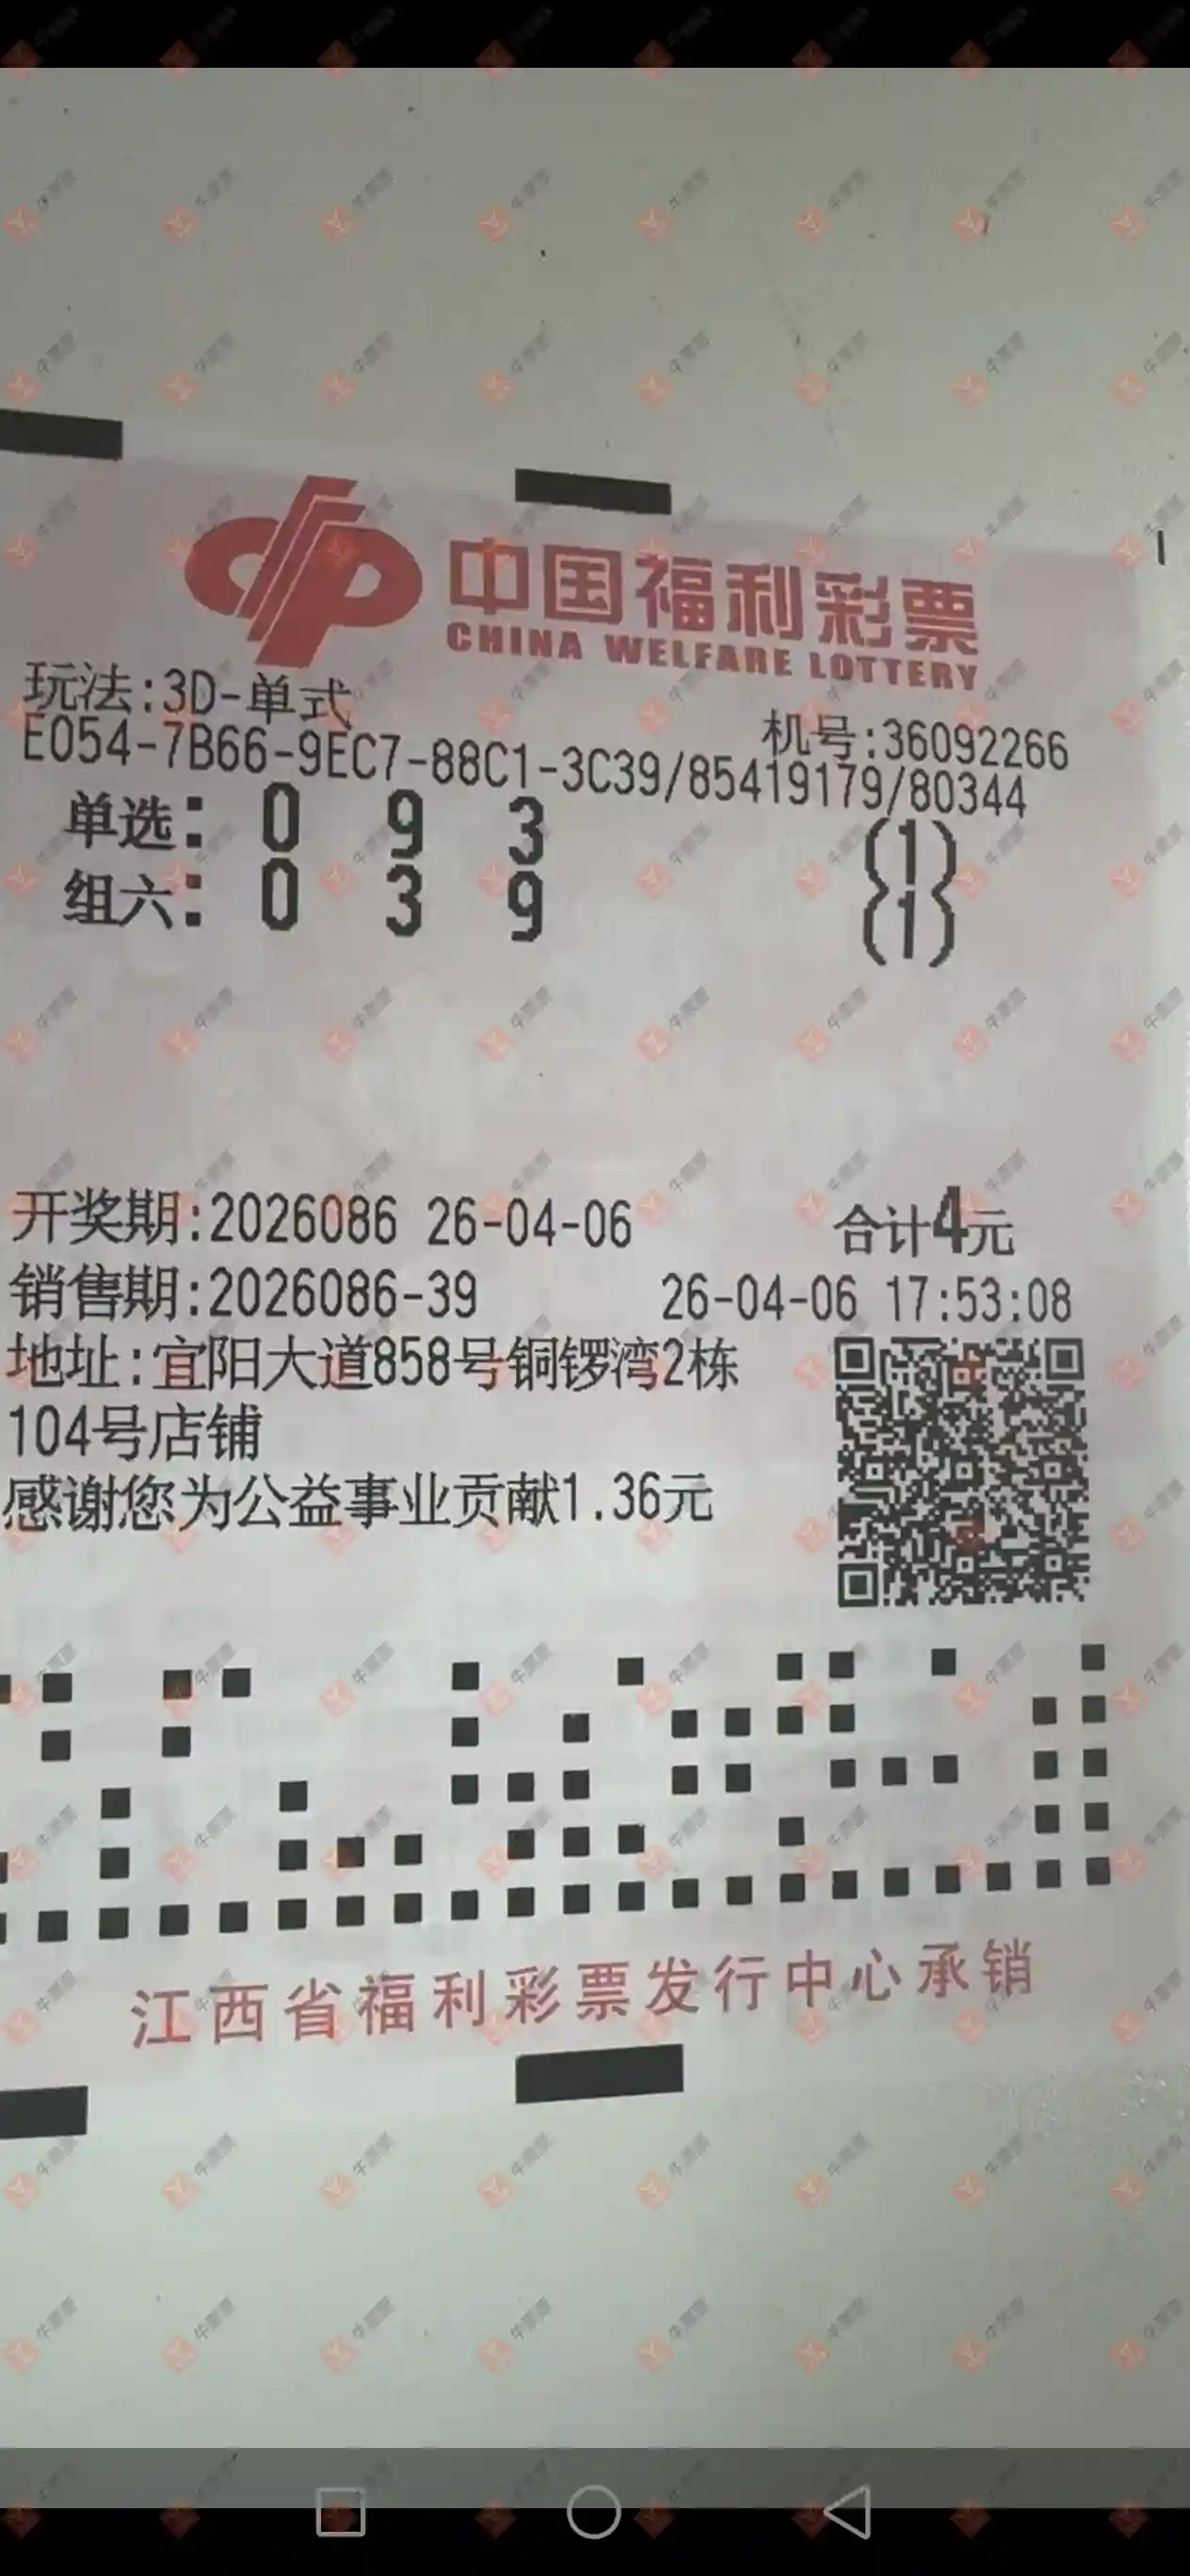 中国福利彩票
CHINA WELFARE LOTTERY
玩法:3D-单式
机号:36092266
E054-7B66-9EC7-88C1-3C39/85419179/80344
单选: 0 9 3 (1)
组六: 0 3 9 (1)
开奖期:2026086 26-04-06 合计4元
销售期:2026086-39 26-04-06 17:53:08
地址:宜阳大道858号铜锣湾2栋
104号店铺
感谢您为公益事业贡献1.36元
江西省福利彩票发行中心承销